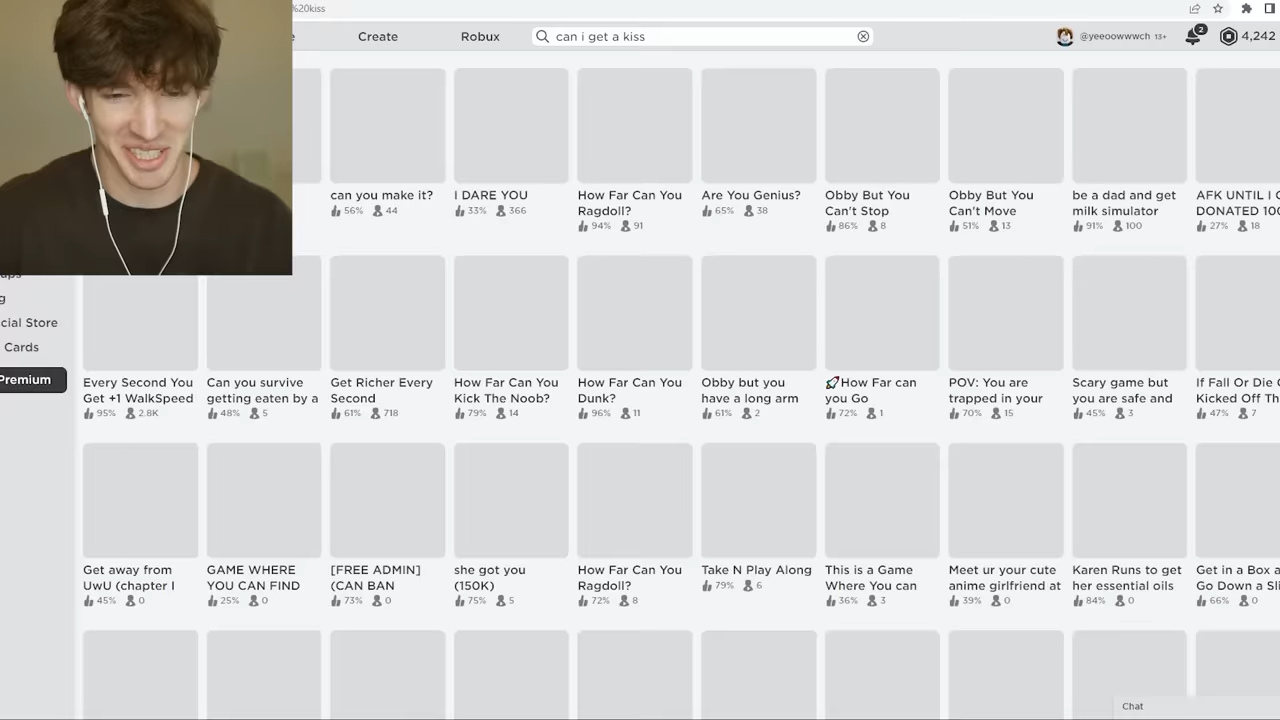 %20kiss
e
Create
Robux
can i get a kiss
@yeeoowwwch 13+
2
4,242
can you make it?
56% 44
I DARE YOU
33% 366
How Far Can You
Ragdoll?
94% 91
Are You Genius?
65% 38
Obby But You
Can't Stop
86% 8
Obby But You
Can't Move
51% 13
be a dad and get
milk simulator
91% 100
AFK UNTIL I
DONATED 100
27% 18
cial Store
Cards
Premium
Every Second You
Get +1 WalkSpeed
95% 2.8K
Can you survive
getting eaten by a
48% 5
Get Richer Every
Second
61% 718
How Far Can You
Kick The Noob?
79% 14
How Far Can You
Dunk?
96% 11
Obby but you
have a long arm
61% 2
🚀How Far can
you Go
72% 1
POV: You are
trapped in your
70% 15
Scary game but
you are safe and
45% 3
If Fall Or Die
Kicked Off Th
47% 7
Get away from
UwU (chapter I
45% 0
GAME WHERE
YOU CAN FIND
25% 0
[FREE ADMIN]
(CAN BAN
73% 0
she got you
(150K)
75% 5
How Far Can You
Ragdoll?
72% 8
Take N Play Along
79% 6
This is a Game
Where You can
36% 3
Meet ur your cute
anime girlfriend at
39% 0
Karen Runs to get
her essential oils
84% 0
Get in a Box a
Go Down a Sli
66% 0
Chat